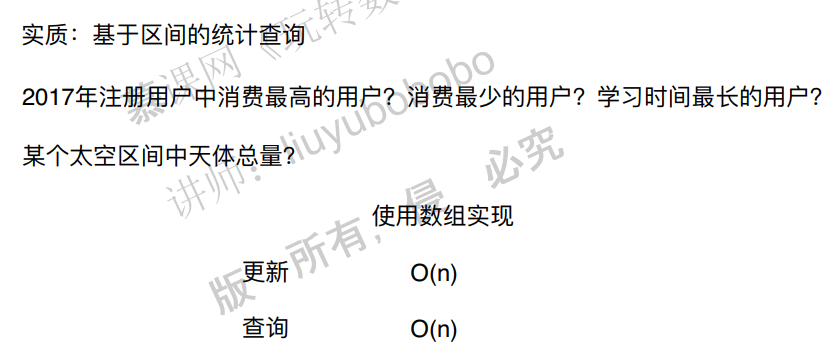 实质：基于区间的统计查询
慕课网《玩转数
2017年注册用户中消费最高的用户？消费最少的用户？学习时间最长的用户？
某个太空区间中天体总量？
讲师：liuyubobobo
使用数组实现
版 所有，侵 必究
更新 O(n)
查询 O(n)